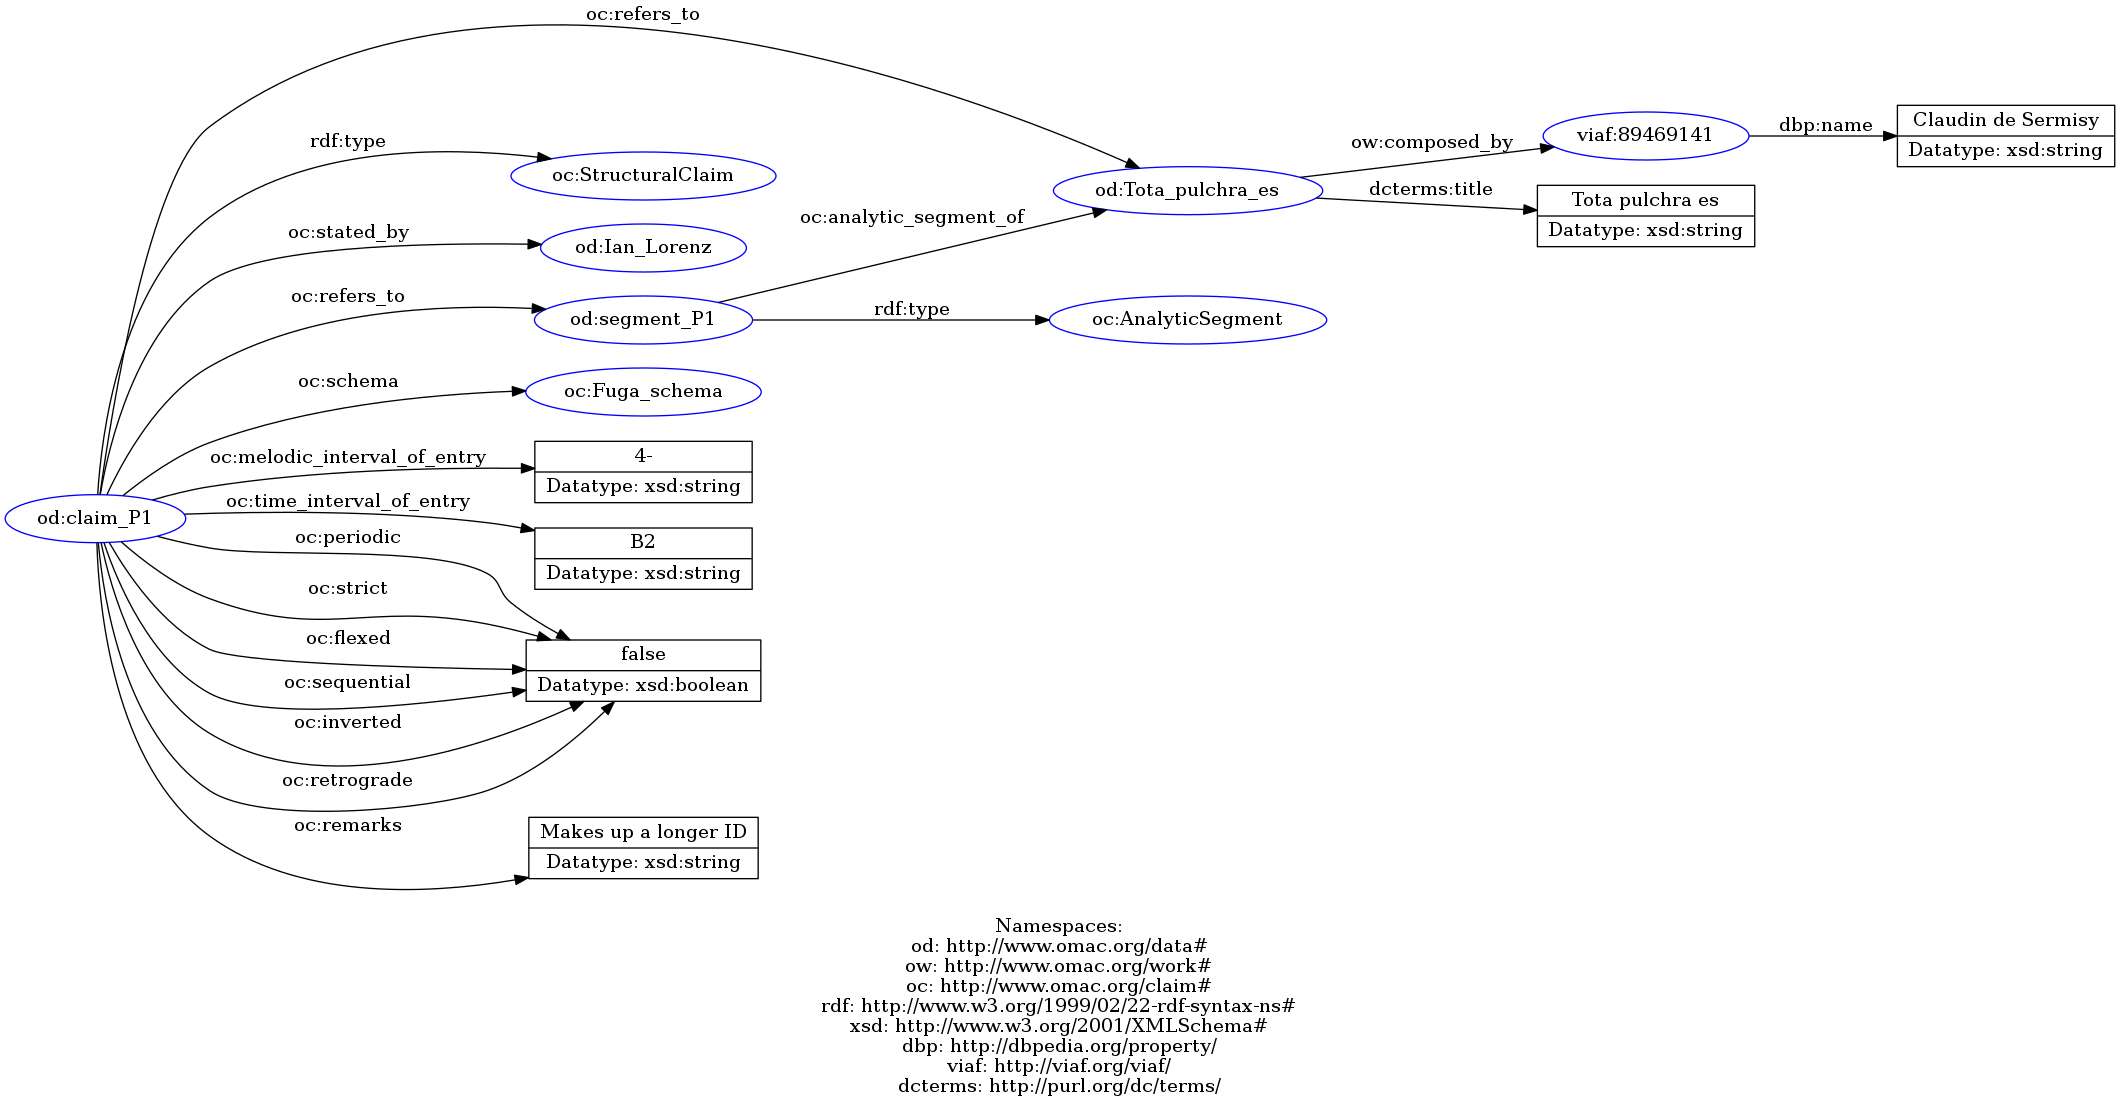 oc:refers_to
rdf:type
oc:StructuralClaim
oc:stated_by
od:Ian_Lorenz
oc:refers_to
od:segment_P1
oc:analytic_segment_of
od:Tota_pulchra_es
ow:composed_by
viaf:89469141
dbp:name
Claudin de Sermisy
Datatype: xsd:string
dcterms:title
Tota pulchra es
Datatype: xsd:string
rdf:type
oc:AnalyticSegment
oc:schema
oc:Fuga_schema
oc:melodic_interval_of_entry
4-
Datatype: xsd:string
od:claim_P1
oc:time_interval_of_entry
B2
Datatype: xsd:string
oc:periodic
oc:strict
oc:flexed
false
Datatype: xsd:boolean
oc:sequential
oc:inverted
oc:retrograde
oc:remarks
Makes up a longer ID
Datatype: xsd:string
Namespaces:
od: http://www.omac.org/data#
ow: http://www.omac.org/work#
oc: http://www.omac.org/claim#
rdf: http://www.w3.org/1999/02/22-rdf-syntax-ns#
xsd: http://www.w3.org/2001/XMLSchema#
dbp: http://dbpedia.org/property/
viaf: http://viaf.org/viaf/
dcterms: http://purl.org/dc/terms/